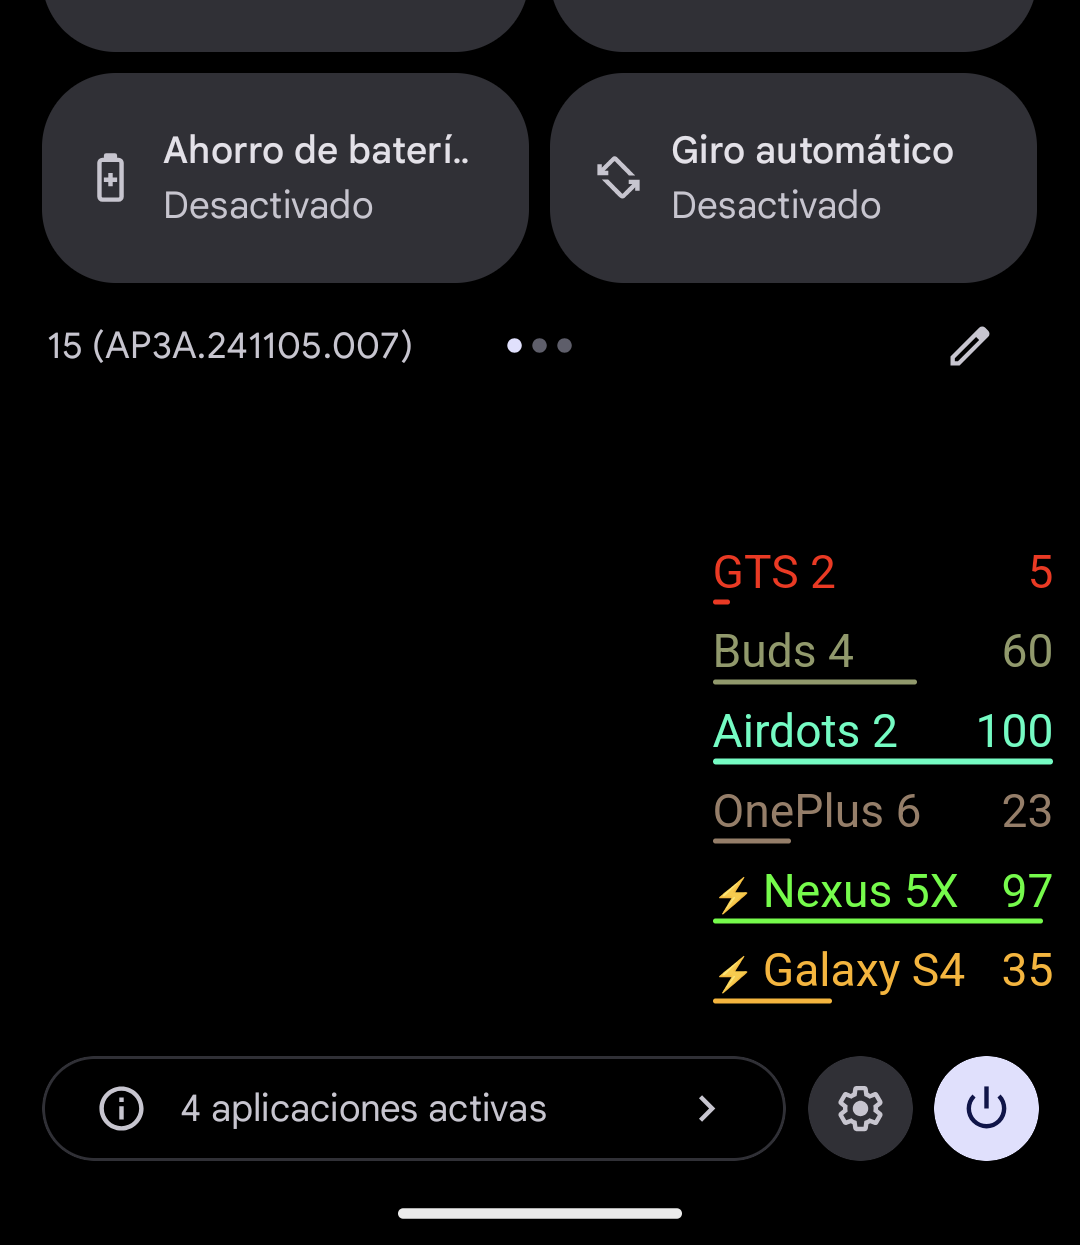 Ahorro de baterí..
Desactivado
Giro automático
Desactivado
15 (AP3A.241105.007)
GTS 2 5
Buds 4 60
Airdots 2 100
OnePlus 6 23
⚡ Nexus 5X 97
⚡ Galaxy S4 35
4 aplicaciones activas